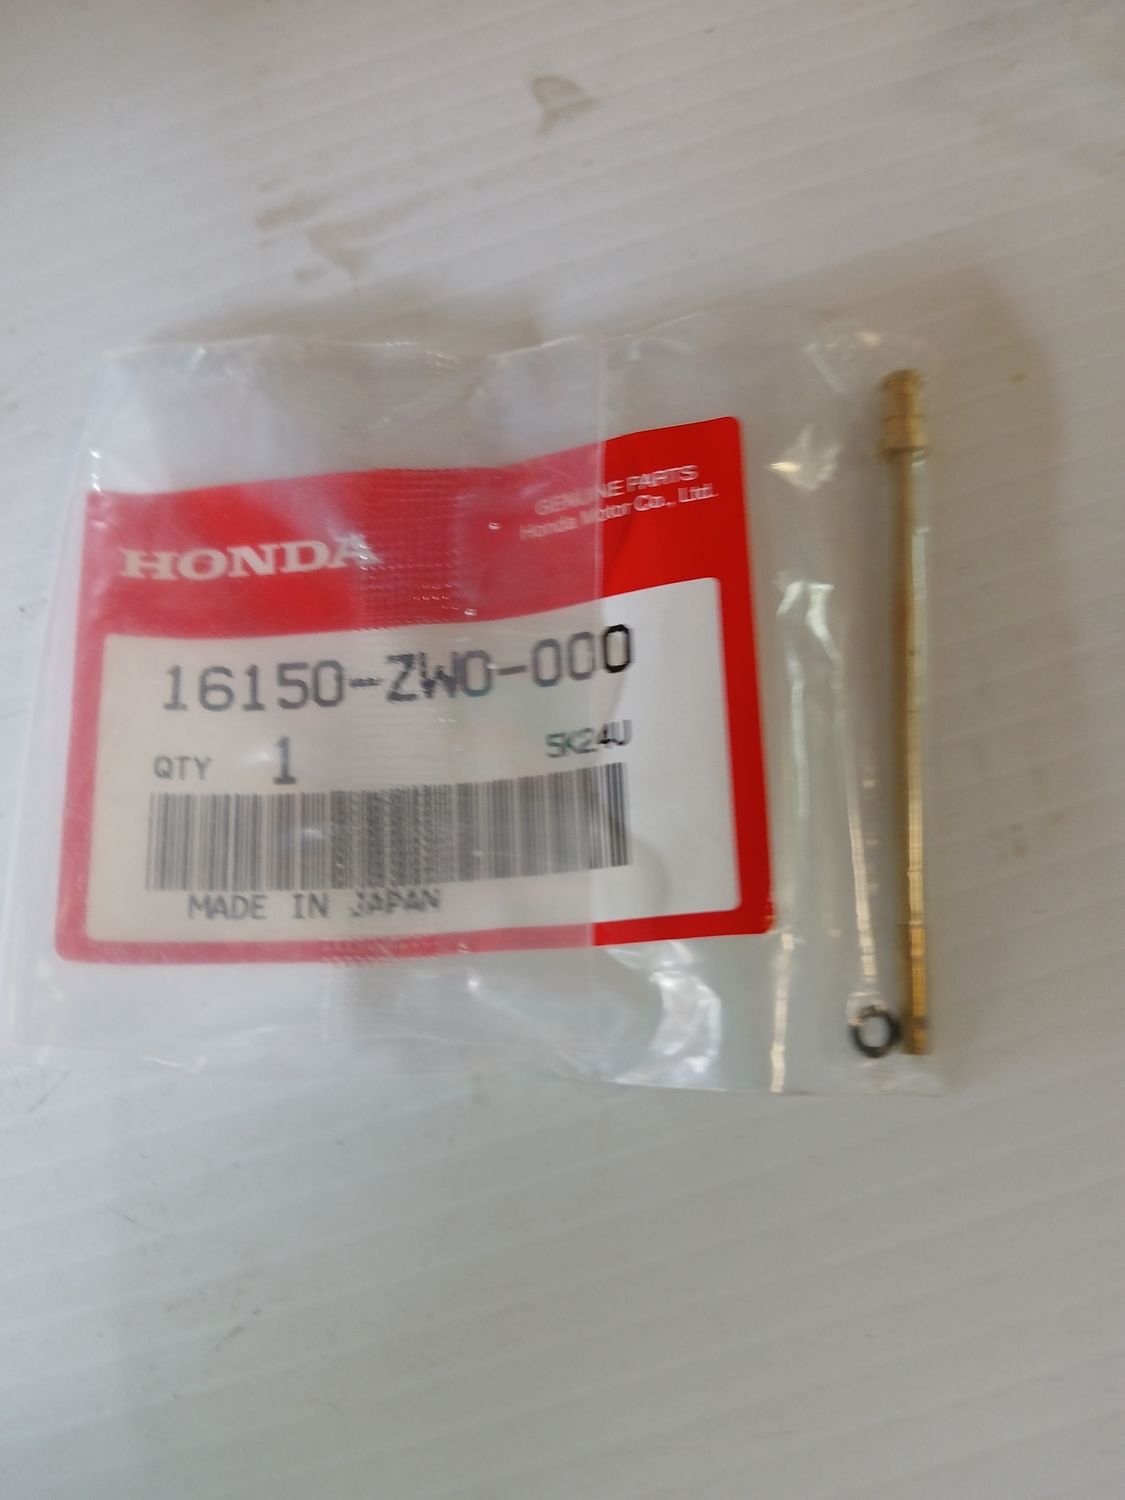 GENUINE PARTS
Honda Motor Co., Ltd.
HONDA
16150-ZW0-000
QTY 1 5K24U
MADE IN JAPAN